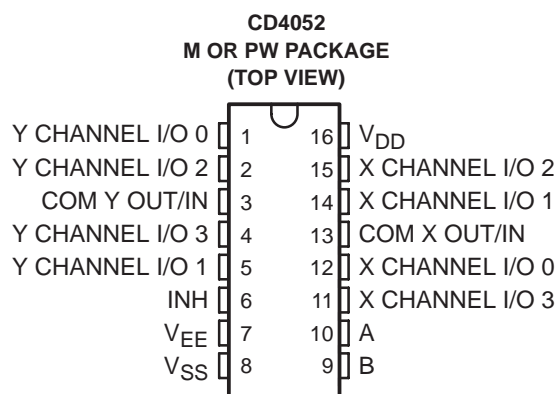 CD4052
M OR PW PACKAGE
(TOP VIEW)
Y CHANNEL I/O 0 1 16 VDD
Y CHANNEL I/O 2 2 15 X CHANNEL I/O 2
COM Y OUT/IN 3 14 X CHANNEL I/O 1
Y CHANNEL I/O 3 4 13 COM X OUT/IN
Y CHANNEL I/O 1 5 12 X CHANNEL I/O 0
INH 6 11 X CHANNEL I/O 3
VEE 7 10 A
VSS 8 9 B